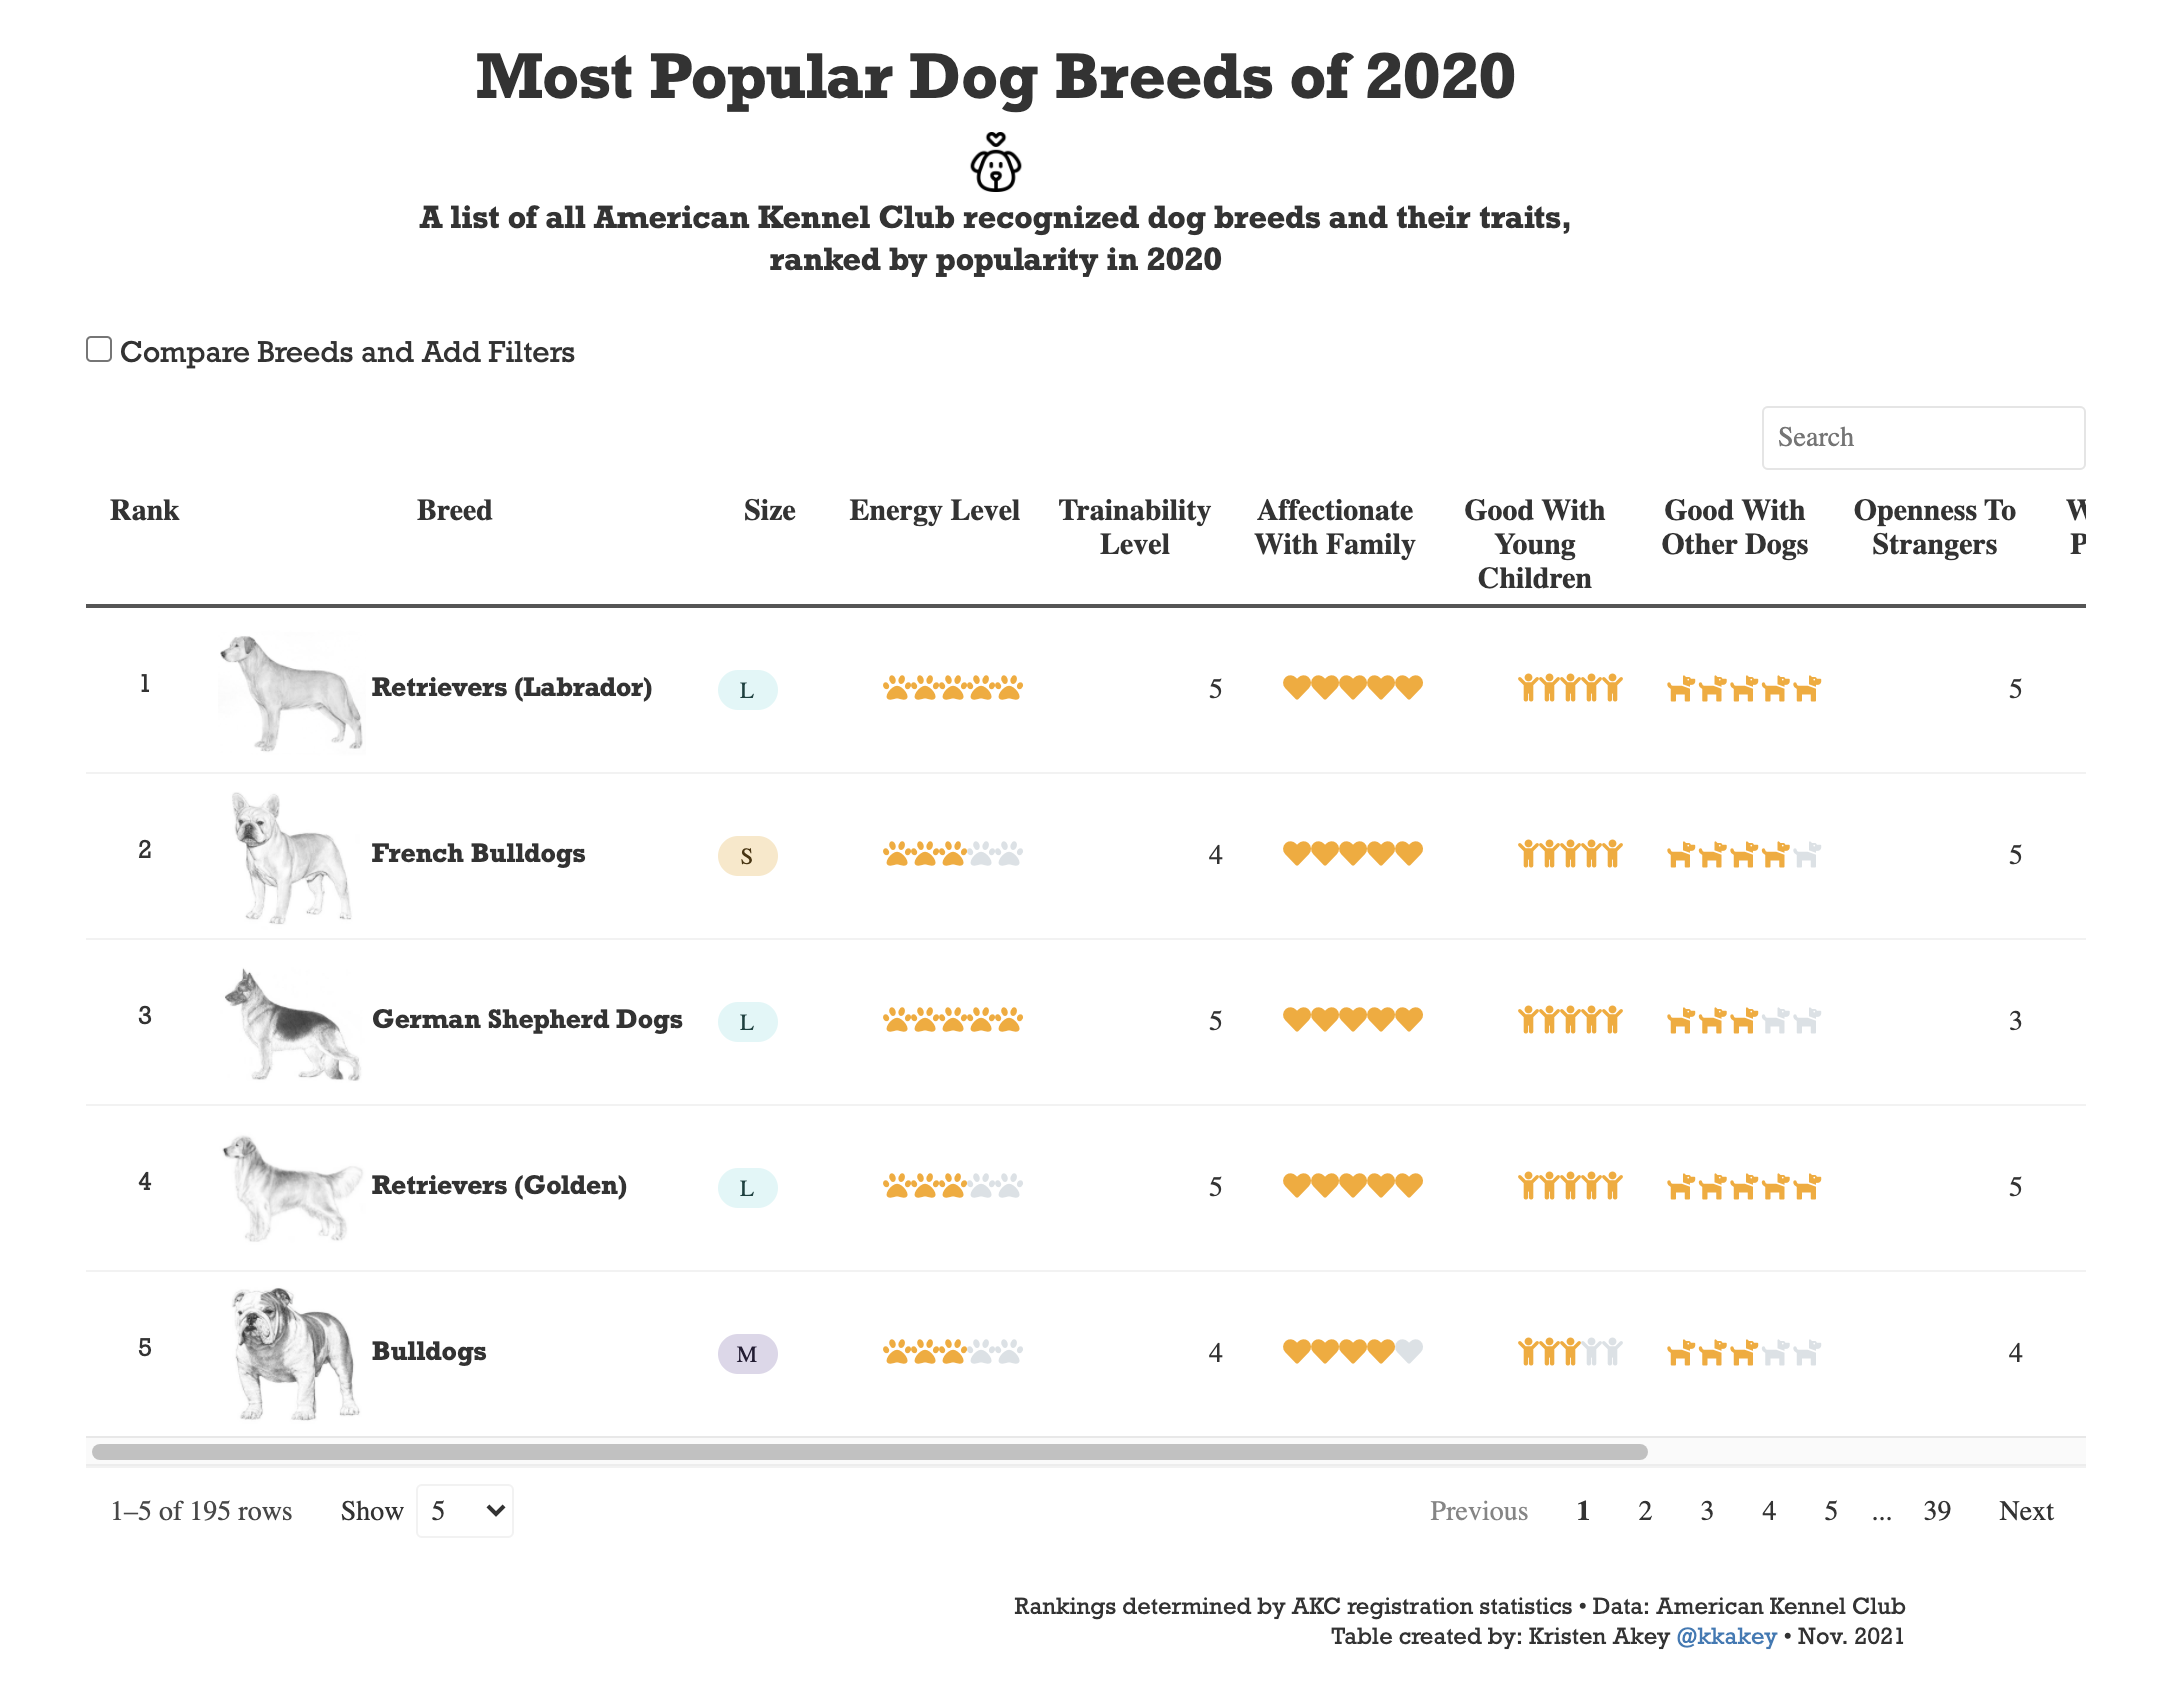 Most Popular Dog Breeds of 2020
A list of all American Kennel Club recognized dog breeds and their traits,
ranked by popularity in 2020
Compare Breeds and Add Filters
Search
Rank Breed Size Energy Level Trainability Level Affectionate With Family Good With Young Children Good With Other Dogs Openness To Strangers
1 Retrievers (Labrador) L 5 5
2 French Bulldogs S 4 5
3 German Shepherd Dogs L 5 3
4 Retrievers (Golden) L 5 5
5 Bulldogs M 4 4
1–5 of 195 rows Show 5 Previous 1 2 3 4 5 ... 39 Next
Rankings determined by AKC registration statistics • Data: American Kennel Club
Table created by: Kristen Akey @kkakey • Nov. 2021